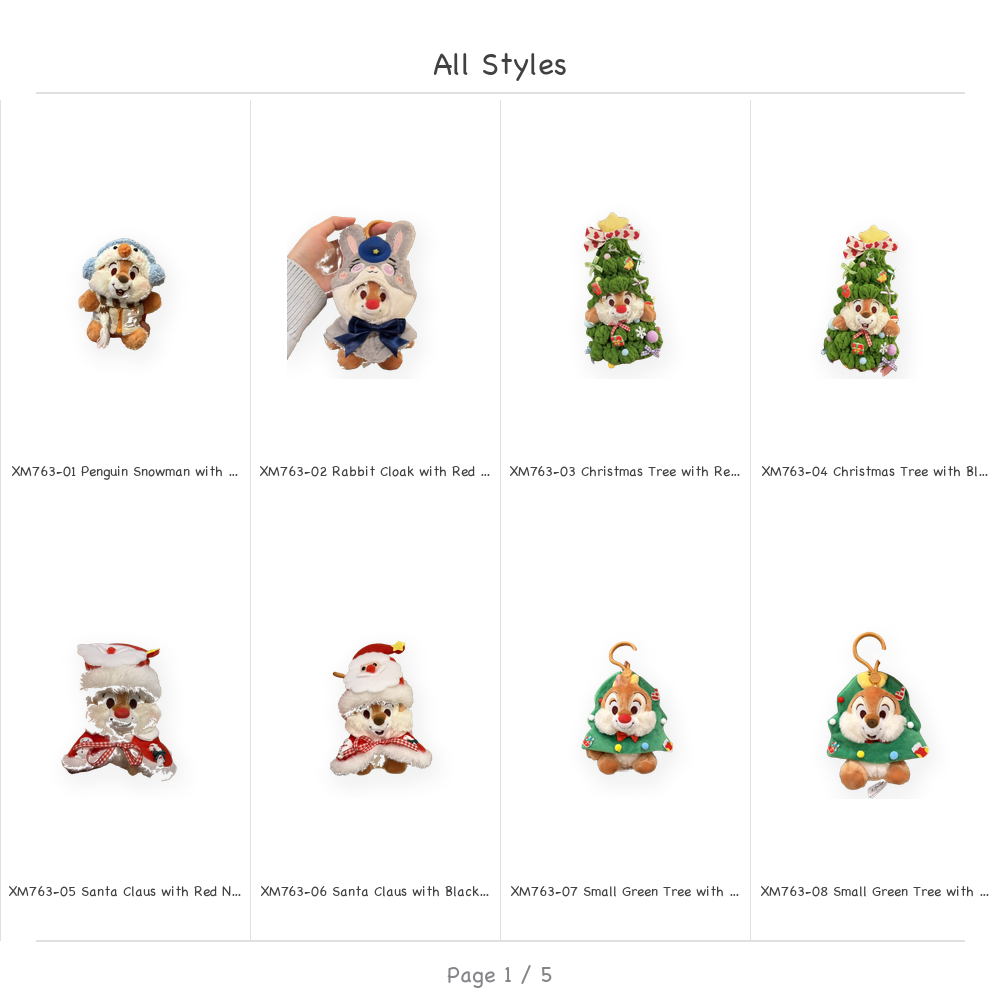 All Styles
XM763-01 Penguin Snowman with ...
XM763-02 Rabbit Cloak with Red ...
XM763-03 Christmas Tree with Re...
XM763-04 Christmas Tree with Bl...
XM763-05 Santa Claus with Red N...
XM763-06 Santa Claus with Black...
XM763-07 Small Green Tree with ...
XM763-08 Small Green Tree with ...
Page 1 / 5